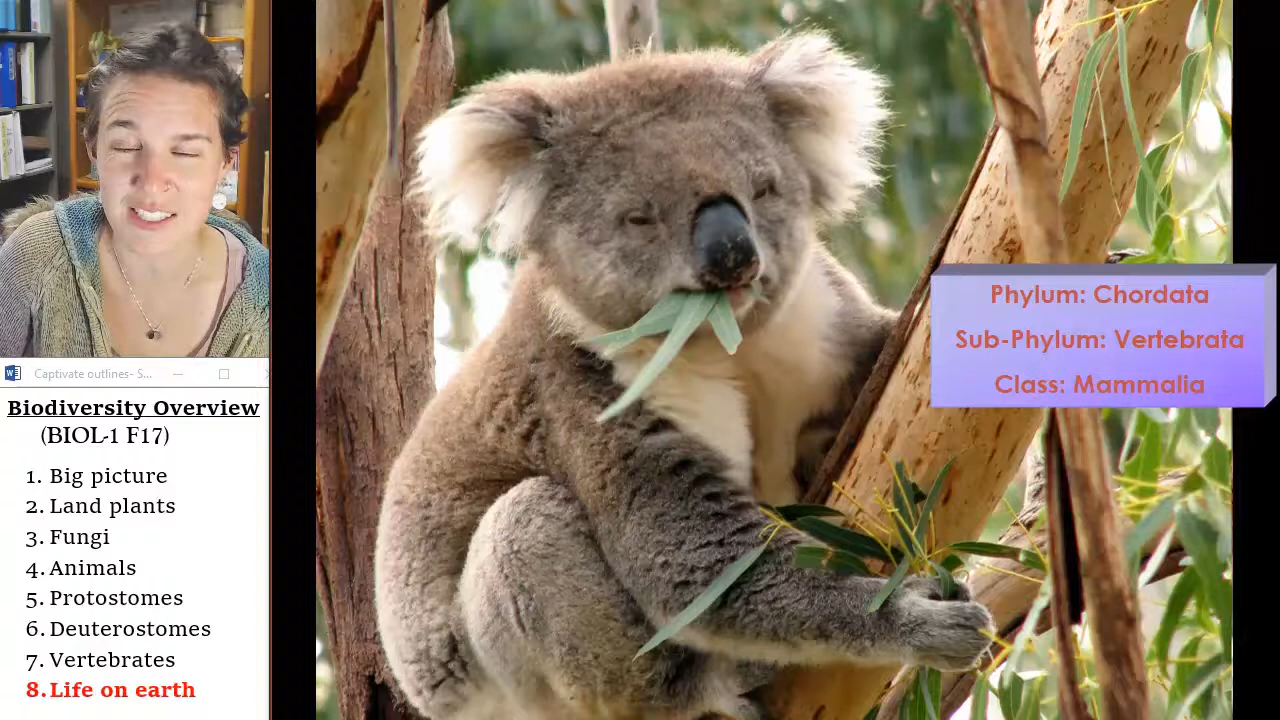 Captivate outlines- S...
Biodiversity Overview
(BIOL-1 F17)
1. Big picture
2. Land plants
3. Fungi
4. Animals
5. Protostomes
6. Deuterostomes
7. Vertebrates
8. Life on earth
Phylum: Chordata
Sub-Phylum: Vertebrata
Class: Mammalia